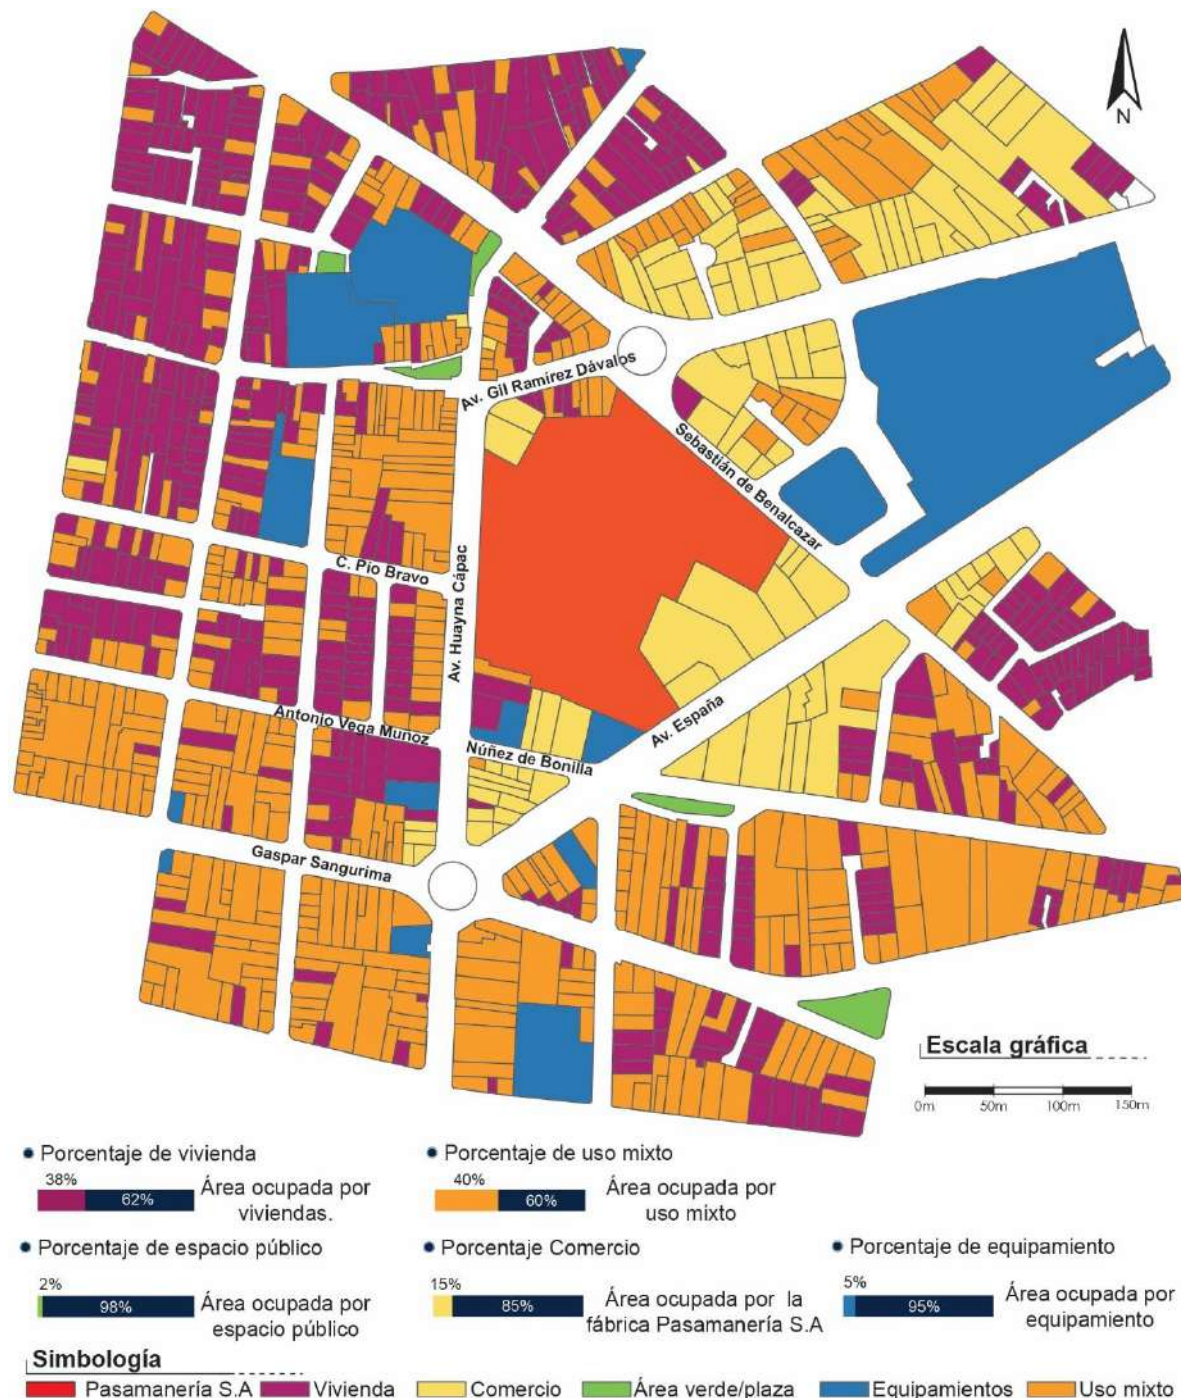 N
Av. Gil Ramírez Dávalos
Sebastián de Benalcazar
C. Pío Bravo
Av. Huayna Cápac
Antonio Vega Muñoz
Núñez de Bonilla
Av. España
Gaspar Sangurima
Escala gráfica
0m 50m 100m 150m
Porcentaje de vivienda
38%
62%
Área ocupada por
viviendas.
Porcentaje de uso mixto
40%
60%
Área ocupada por
uso mixto
Porcentaje de espacio público
2%
98%
Área ocupada por
espacio público
Porcentaje Comercio
15%
85%
Área ocupada por la
fábrica Pasamanería S.A
Porcentaje de equipamiento
5%
95%
Área ocupada por
equipamiento
Simbología
Pasamanería S.A Vivienda Comercio Área verde/plaza Equipamientos Uso mixto